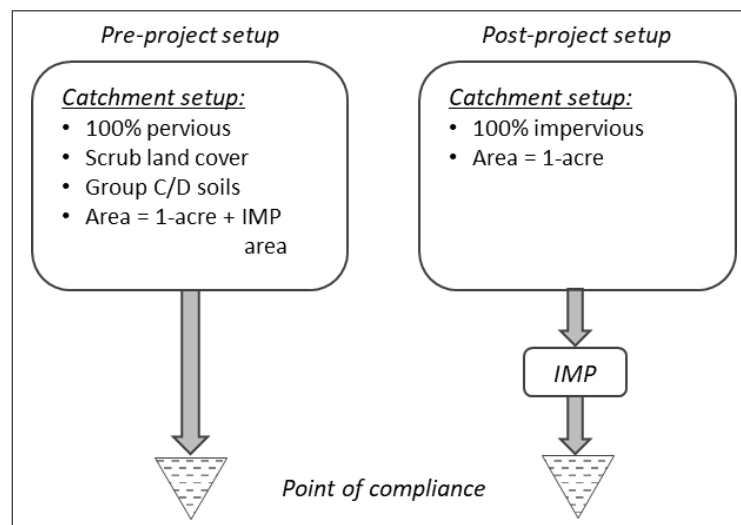 Pre-project setup
Catchment setup:
• 100% pervious
• Scrub land cover
• Group C/D soils
• Area = 1-acre + IMP
area
Post-project setup
Catchment setup:
• 100% impervious
• Area = 1-acre
IMP
Point of compliance